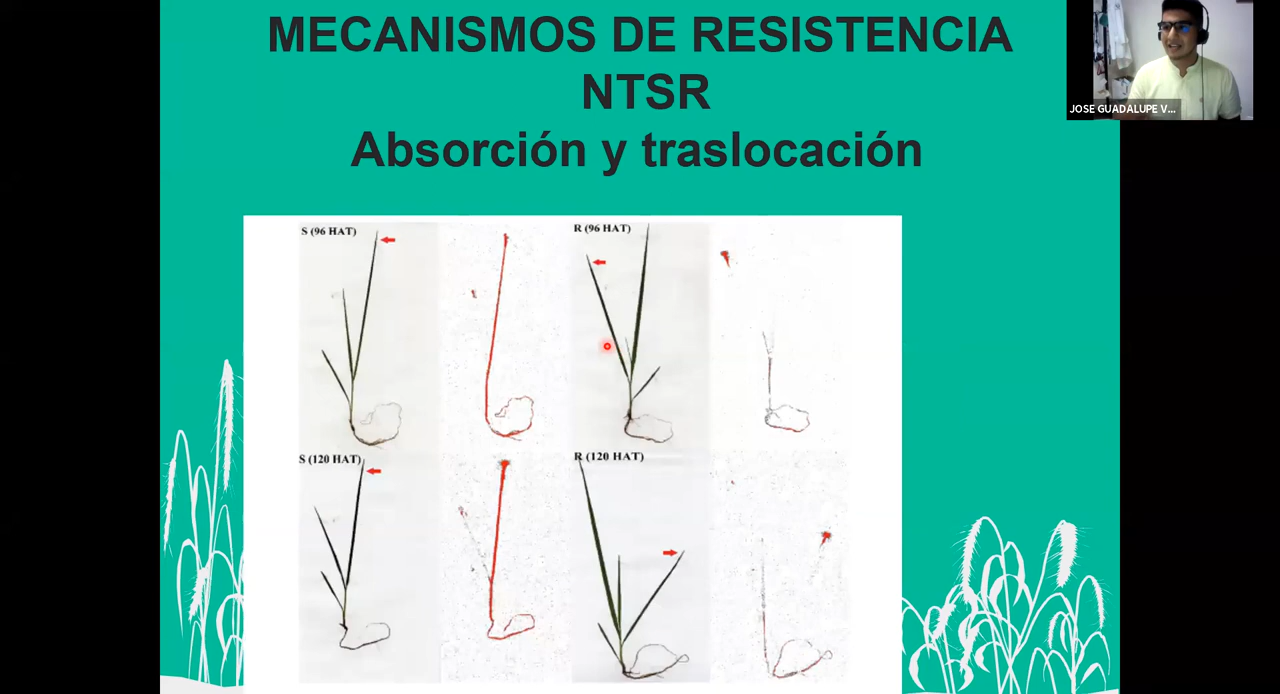 MECANISMOS DE RESISTENCIA
NTSR
Absorción y traslocación
JOSE GUADALUPE V...
S (96 HAT)
R (96 HAT)
S (120 HAT)
R (120 HAT)